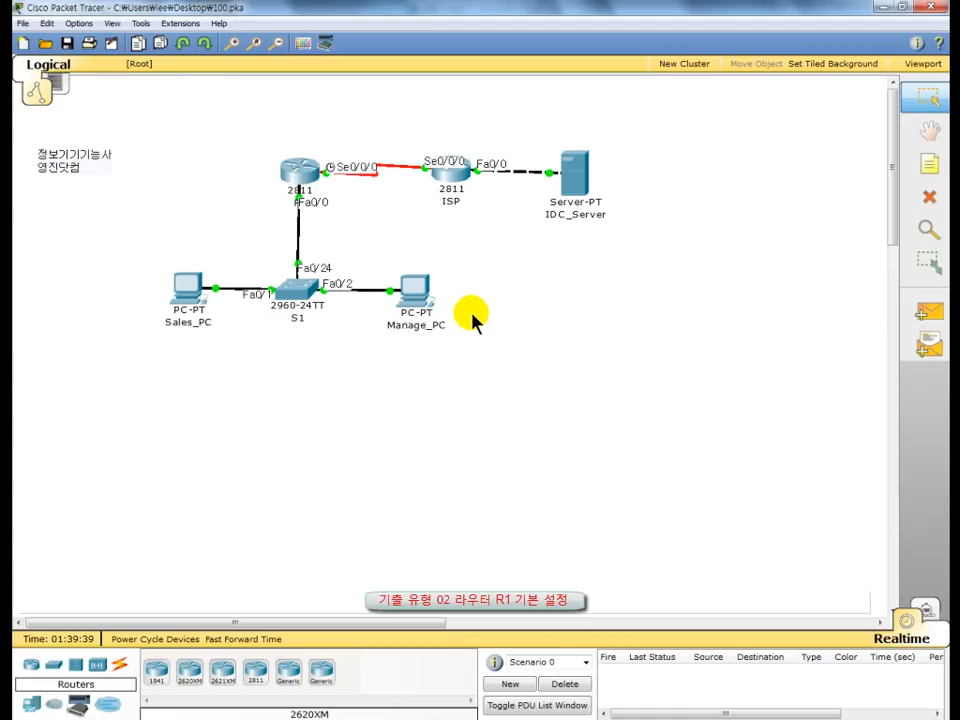 Cisco Packet Tracer - C:₩Users₩lee₩Desktop₩100.pka
File Edit Options View Tools Extensions Help
Logical
[Root]
New Cluster
Move Object
Set Tiled Background
Viewport
정보기기기능사
영진닷컴
2811
Se0/0/0
Se0/0/0
Fa0/0
2811
ISP
Server-PT
IDC_Server
Fa0/0
Fa0/24
Fa0/1
Fa0/2
2960-24TT
S1
PC-PT
Sales_PC
PC-PT
Manage_PC
기출 유형 02 라우터 R1 기본 설정
Realtime
Time: 01:39:39
Power Cycle Devices Fast Forward Time
Routers
1841
2620XM
2621XM
2811
Generic
Generic
2620XM
Scenario 0
New
Delete
Toggle PDU List Window
Fire
Last Status
Source
Destination
Type
Color
Time (sec)
Per